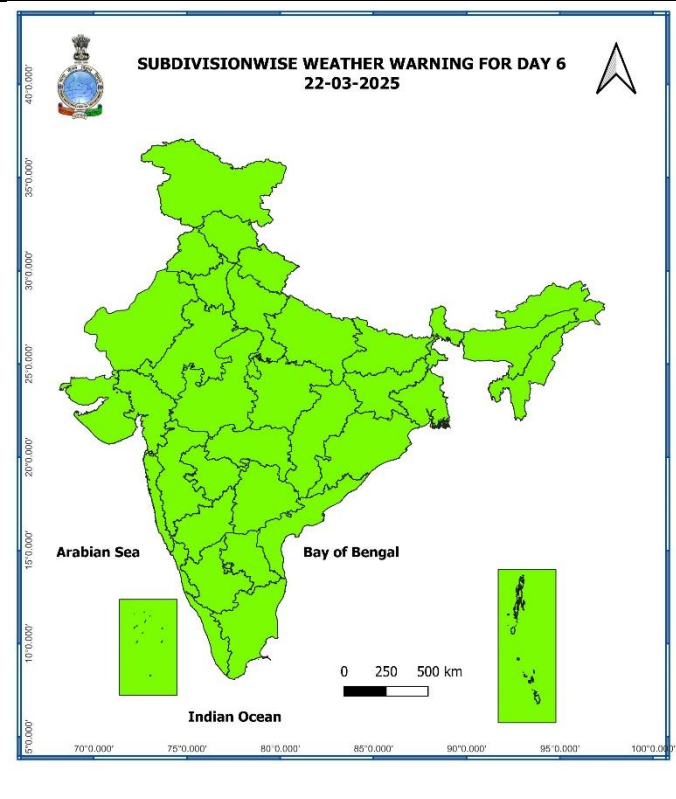 SUBDIVISIONWISE WEATHER WARNING FOR DAY 6
22-03-2025
40°0.000'
35°0.000'
30°0.000'
25°0.000'
20°0.000'
15°0.000'
10°0.000'
5°0.000'
Arabian Sea
Bay of Bengal
0 250 500 km
Indian Ocean
70°0.000' 75°0.000' 80°0.000' 85°0.000' 90°0.000' 95°0.000' 100°0.000'